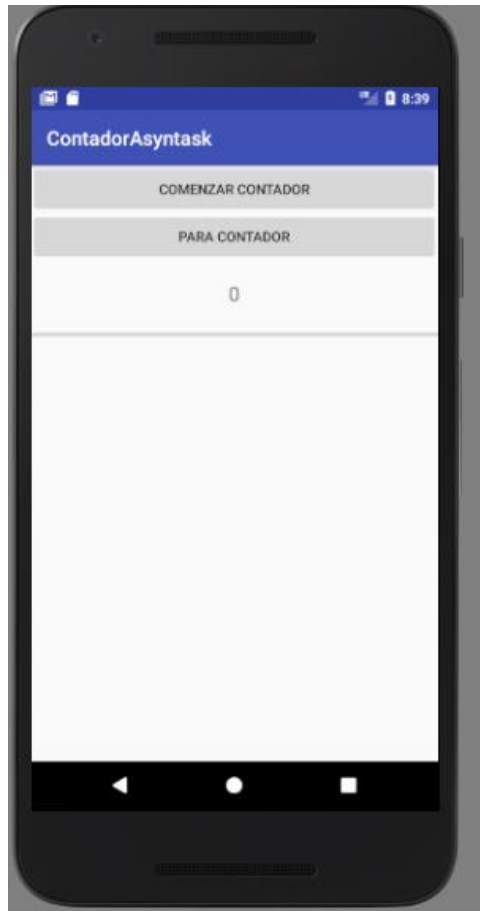 8:39
ContadorAsyntask
COMENZAR CONTADOR
PARA CONTADOR
0